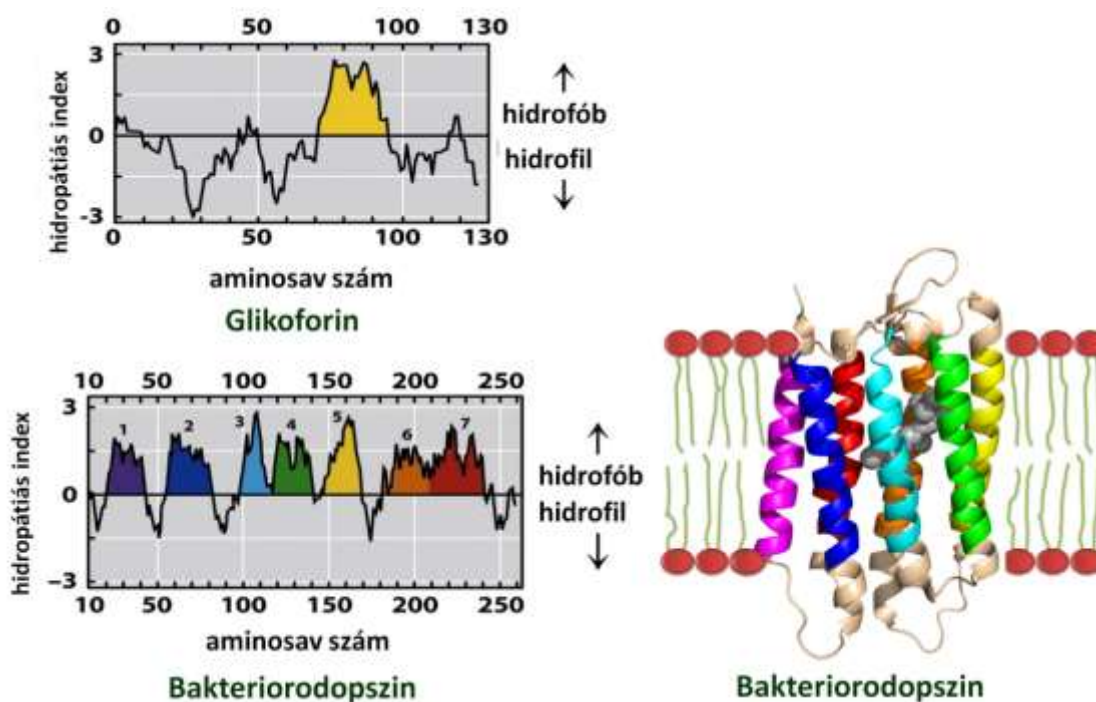 0 50 100 130
3
0
-3
hidropátiás index
0 50 100 130
aminosav szám
Glikoforin
hidrofób
hidrofil
10 50 100 150 200 250
3
0
–3
hidropátiás index
1 2 3 4 5 6 7
10 50 100 150 200 250
aminosav szám
Bakteriorodopszin
hidrofób
hidrofil
Bakteriorodopszin